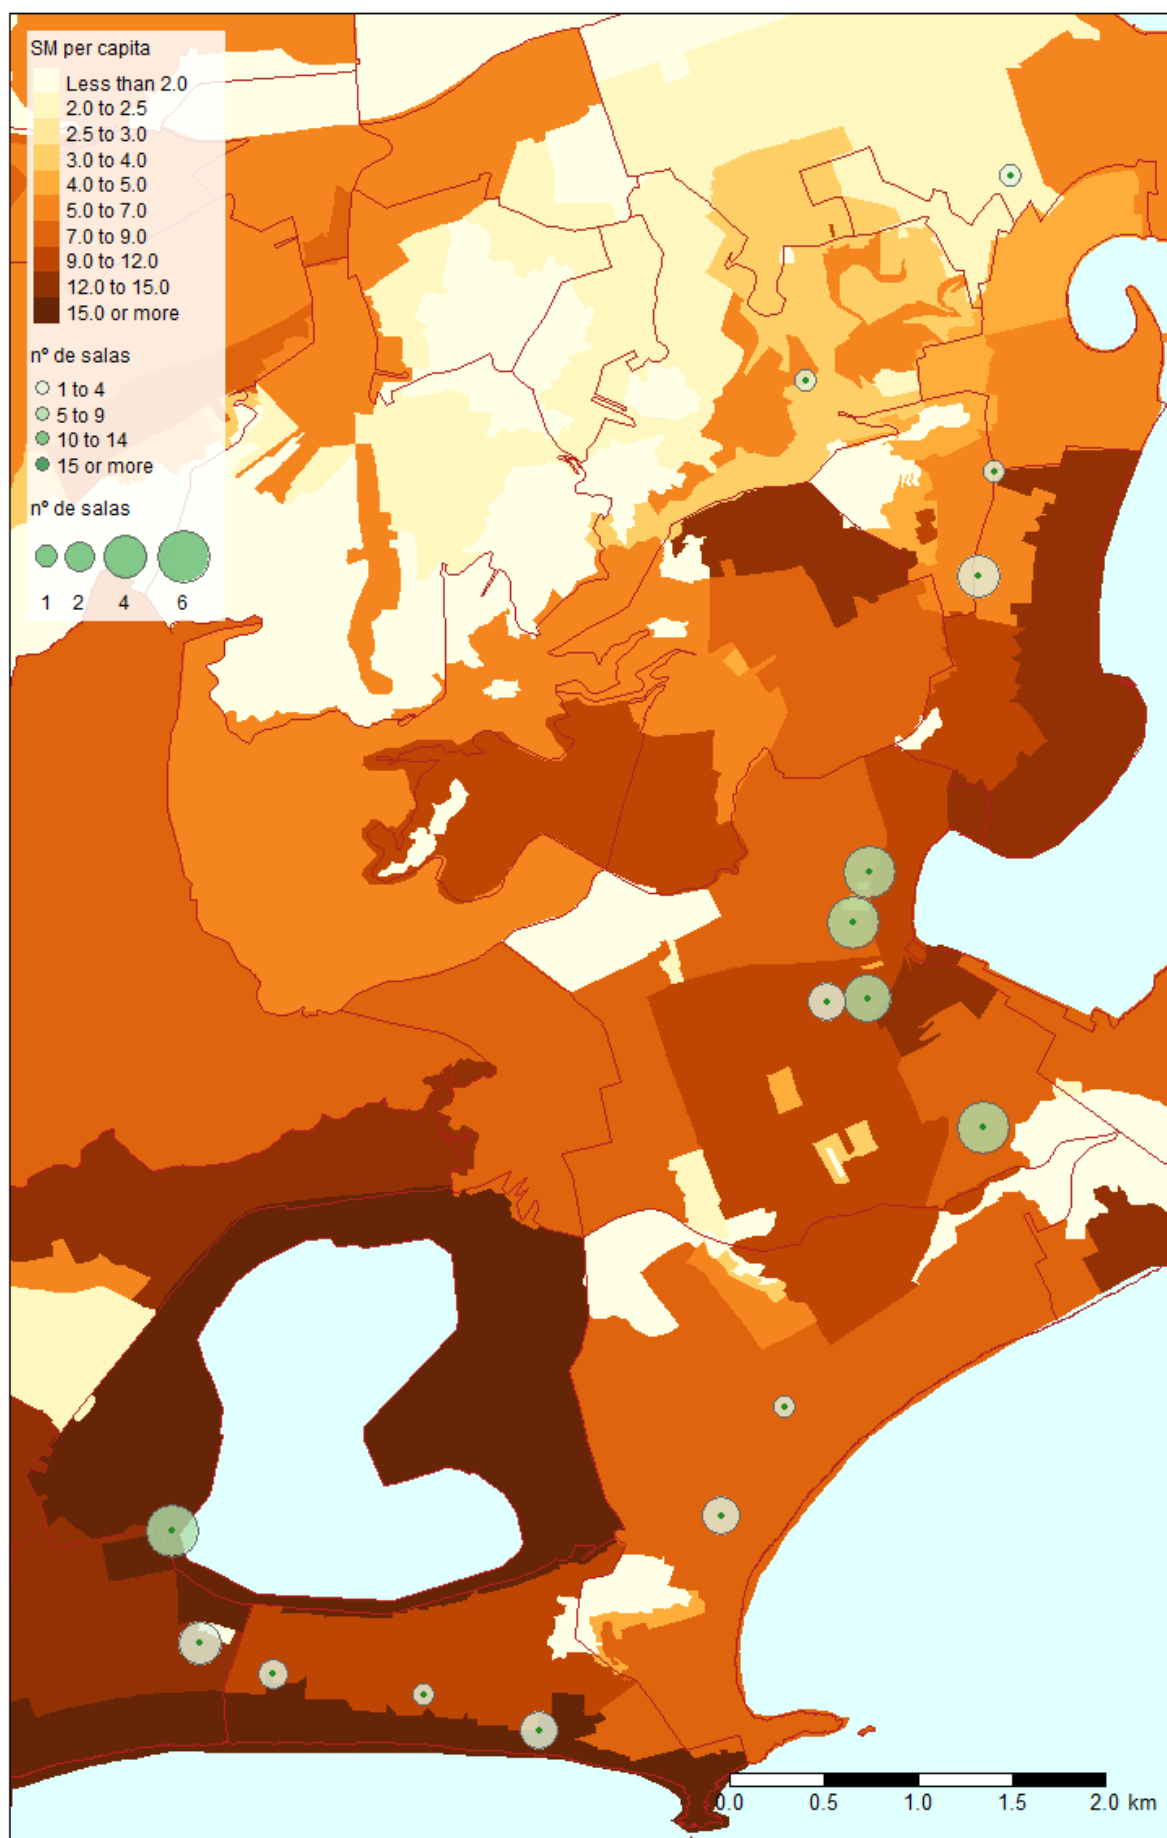 SM per capita
Less than 2.0
2.0 to 2.5
2.5 to 3.0
3.0 to 4.0
4.0 to 5.0
5.0 to 7.0
7.0 to 9.0
9.0 to 12.0
12.0 to 15.0
15.0 or more
nº de salas
1 to 4
5 to 9
10 to 14
15 or more
nº de salas
1 2 4 6
0.0 0.5 1.0 1.5 2.0 km